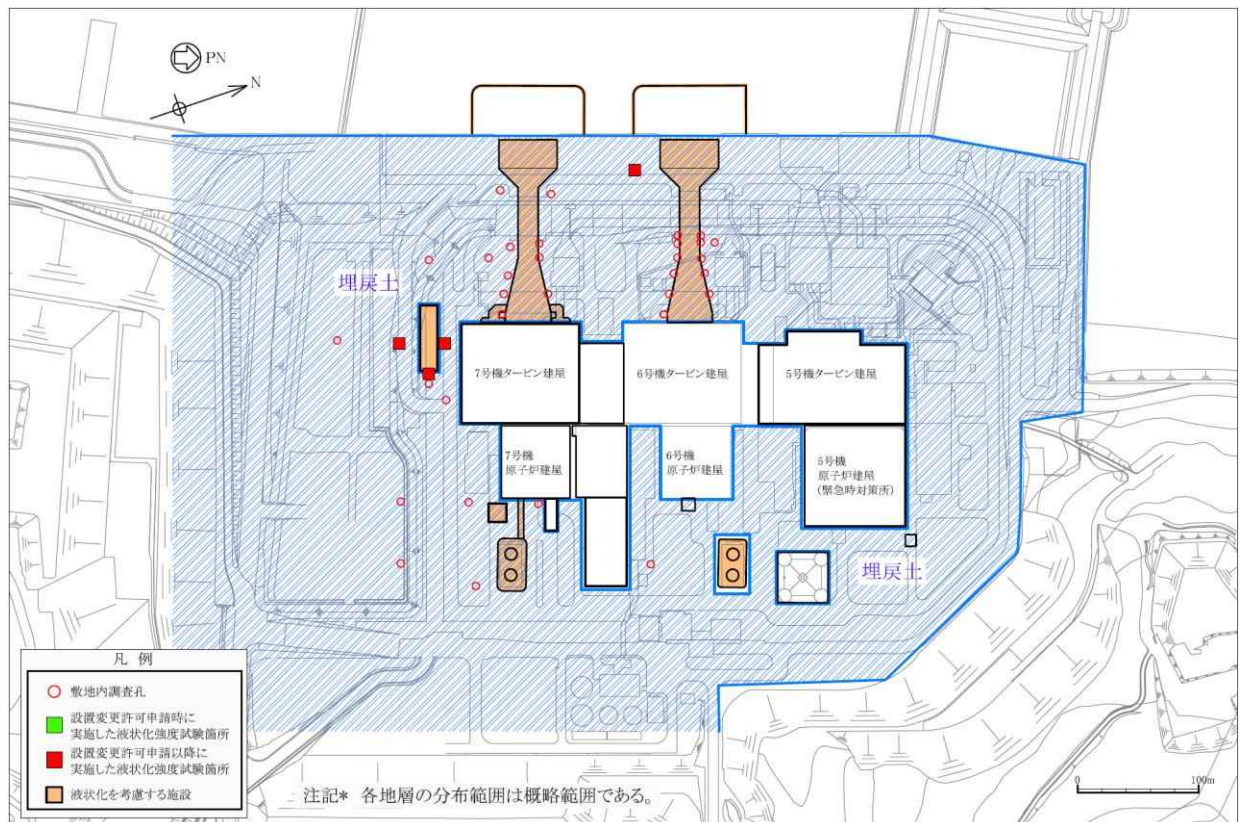 PN
N
埋戻土
7号機タービン建屋
6号機タービン建屋
5号機タービン建屋
7号機
原子炉建屋
6号機
原子炉建屋
5号機
原子炉建屋
(緊急時対策所)
埋戻土
凡 例
敷地内調査孔
設置変更許可申請時に
実施した液状化強度試験箇所
設置変更許可申請以降に
実施した液状化強度試験箇所
液状化を考慮する施設
注記* 各地層の分布範囲は概略範囲である。
0 100m